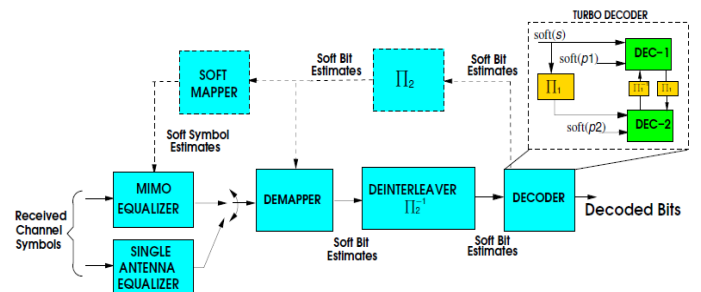 TURBO DECODER
soft(s)
DEC-1
soft(p1)
Π₁
DEC-2
soft(p2)
Soft Bit
Estimates
Soft Bit
Estimates
SOFT
MAPPER
Π₂
Soft Symbol
Estimates
MIMO
EQUALIZER
DEMAPPER
DEINTERLEAVER
Π₂⁻¹
DECODER
Decoded Bits
Received
Channel
Symbols
SINGLE
ANTENNA
EQUALIZER
Soft Bit
Estimates
Soft Bit
Estimates